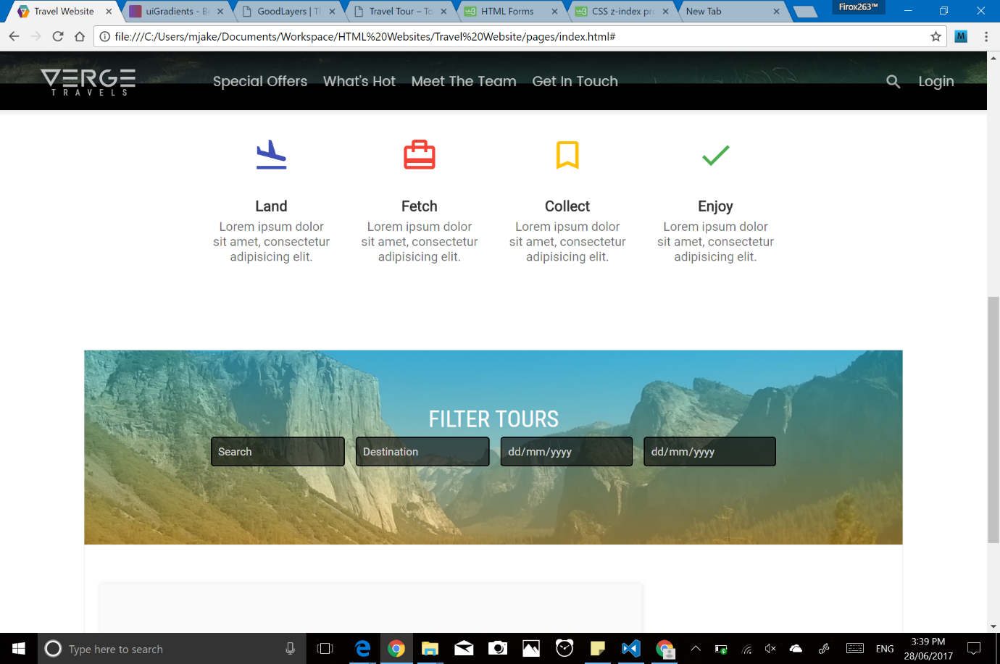 Travel Website
uiGradients - Be
GoodLayers | Th
Travel Tour – To
HTML Forms
CSS z-index pro
New Tab
Firox263™
file:///C:/Users/mjake/Documents/Workspace/HTML%20Websites/Travel%20Website/pages/index.html#
M
VERGE
TRAVELS
Special Offers
What's Hot
Meet The Team
Get In Touch
Login
Land
Fetch
Collect
Enjoy
Lorem ipsum dolor
sit amet, consectetur
adipisicing elit.
Lorem ipsum dolor
sit amet, consectetur
adipisicing elit.
Lorem ipsum dolor
sit amet, consectetur
adipisicing elit.
Lorem ipsum dolor
sit amet, consectetur
adipisicing elit.
FILTER TOURS
Search
Destination
dd/mm/yyyy
dd/mm/yyyy
Type here to search
ENG
3:39 PM
28/06/2017